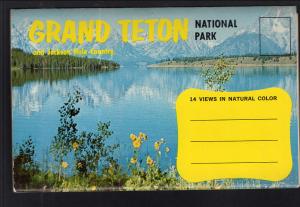 GRAND TETON NATIONAL
PARK
and Jackson Hole Country
14 VIEWS IN NATURAL COLOR